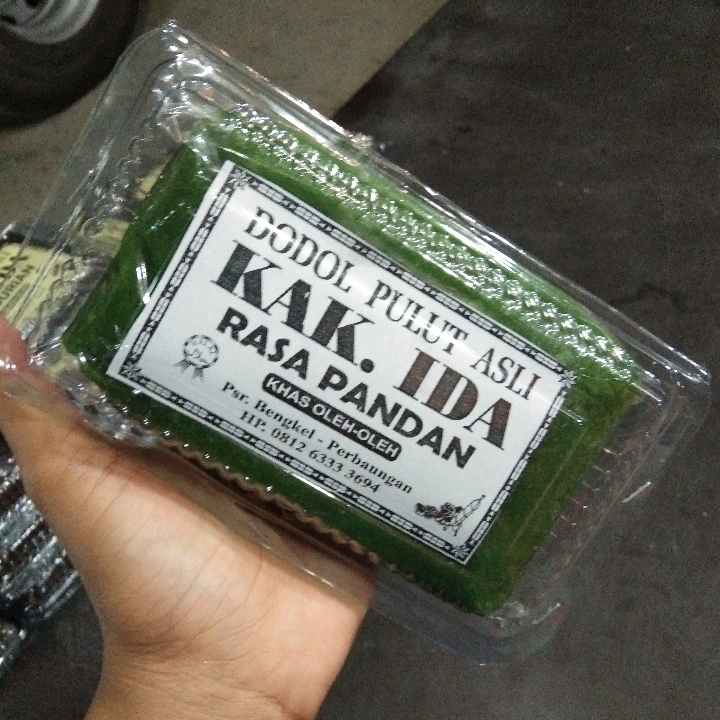 DODOL PULUT ASLI
KAK. IDA
RASA PANDAN
KHAS OLEH-OLEH
Psr. Bengkel - Perbaungan
HP. 0812 6333 3694